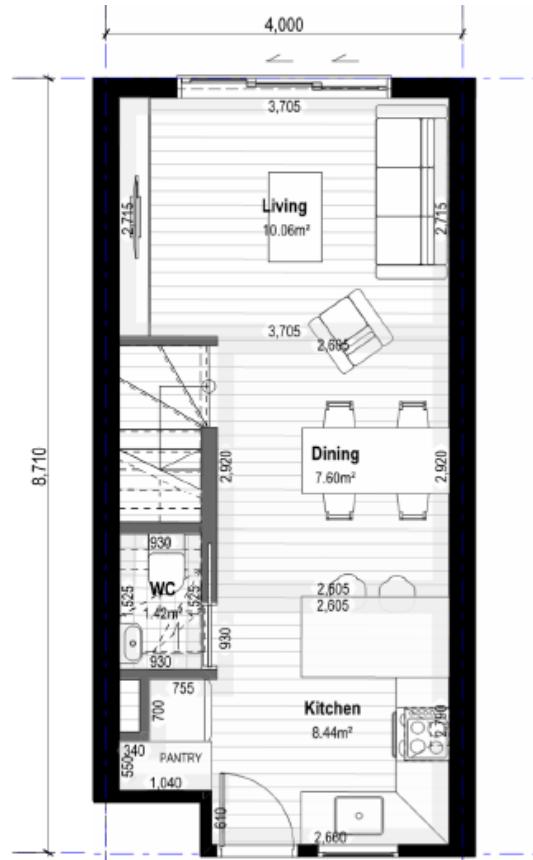 4,000
3,705
2,715
Living
10.06m²
2,715
3,705
2,605
8,710
Dining
7.60m²
2,920
2,920
930
WC
1,525
1.42m²
1,525
930
2,605
2,605
930
755
700
Kitchen
8.44m²
2,790
340
550
PANTRY
1,040
610
2,660